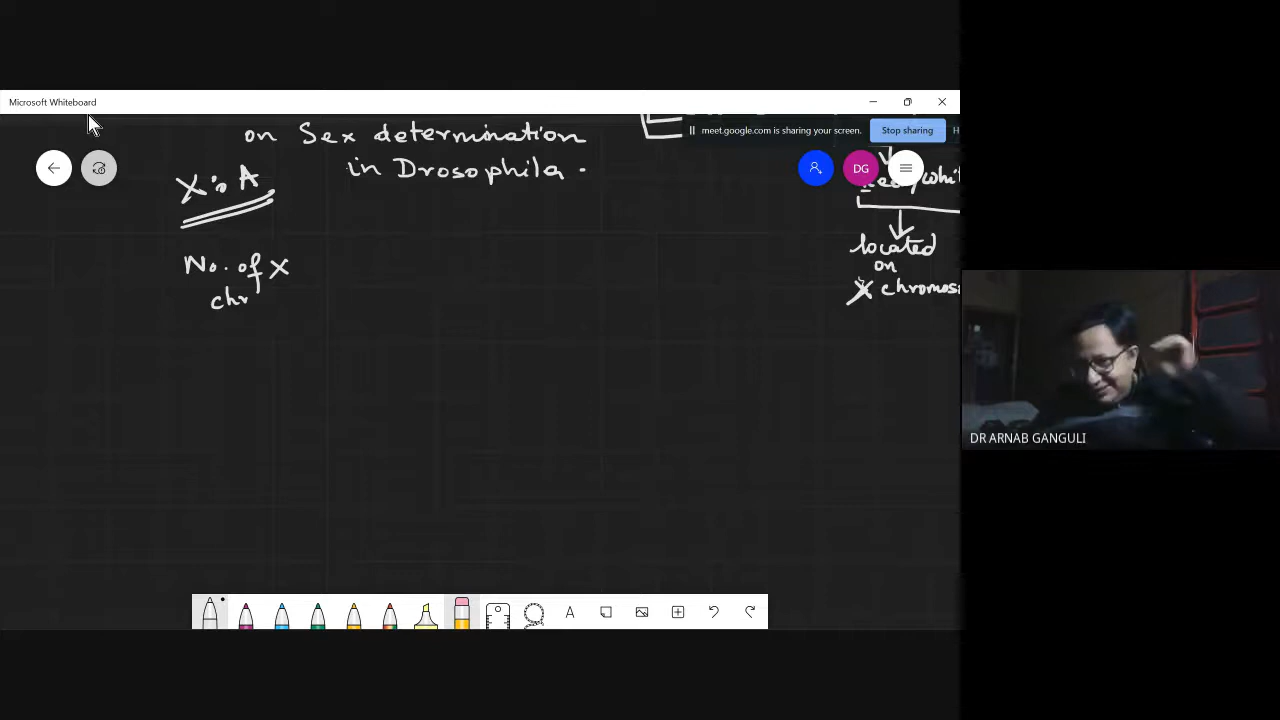 Microsoft Whiteboard
meet.google.com is sharing your screen.
Stop sharing
H
on Sex determination
in Drosophila.
DG
X:A
No. of X
chr
located
on
X chromos
DR ARNAB GANGULI
A